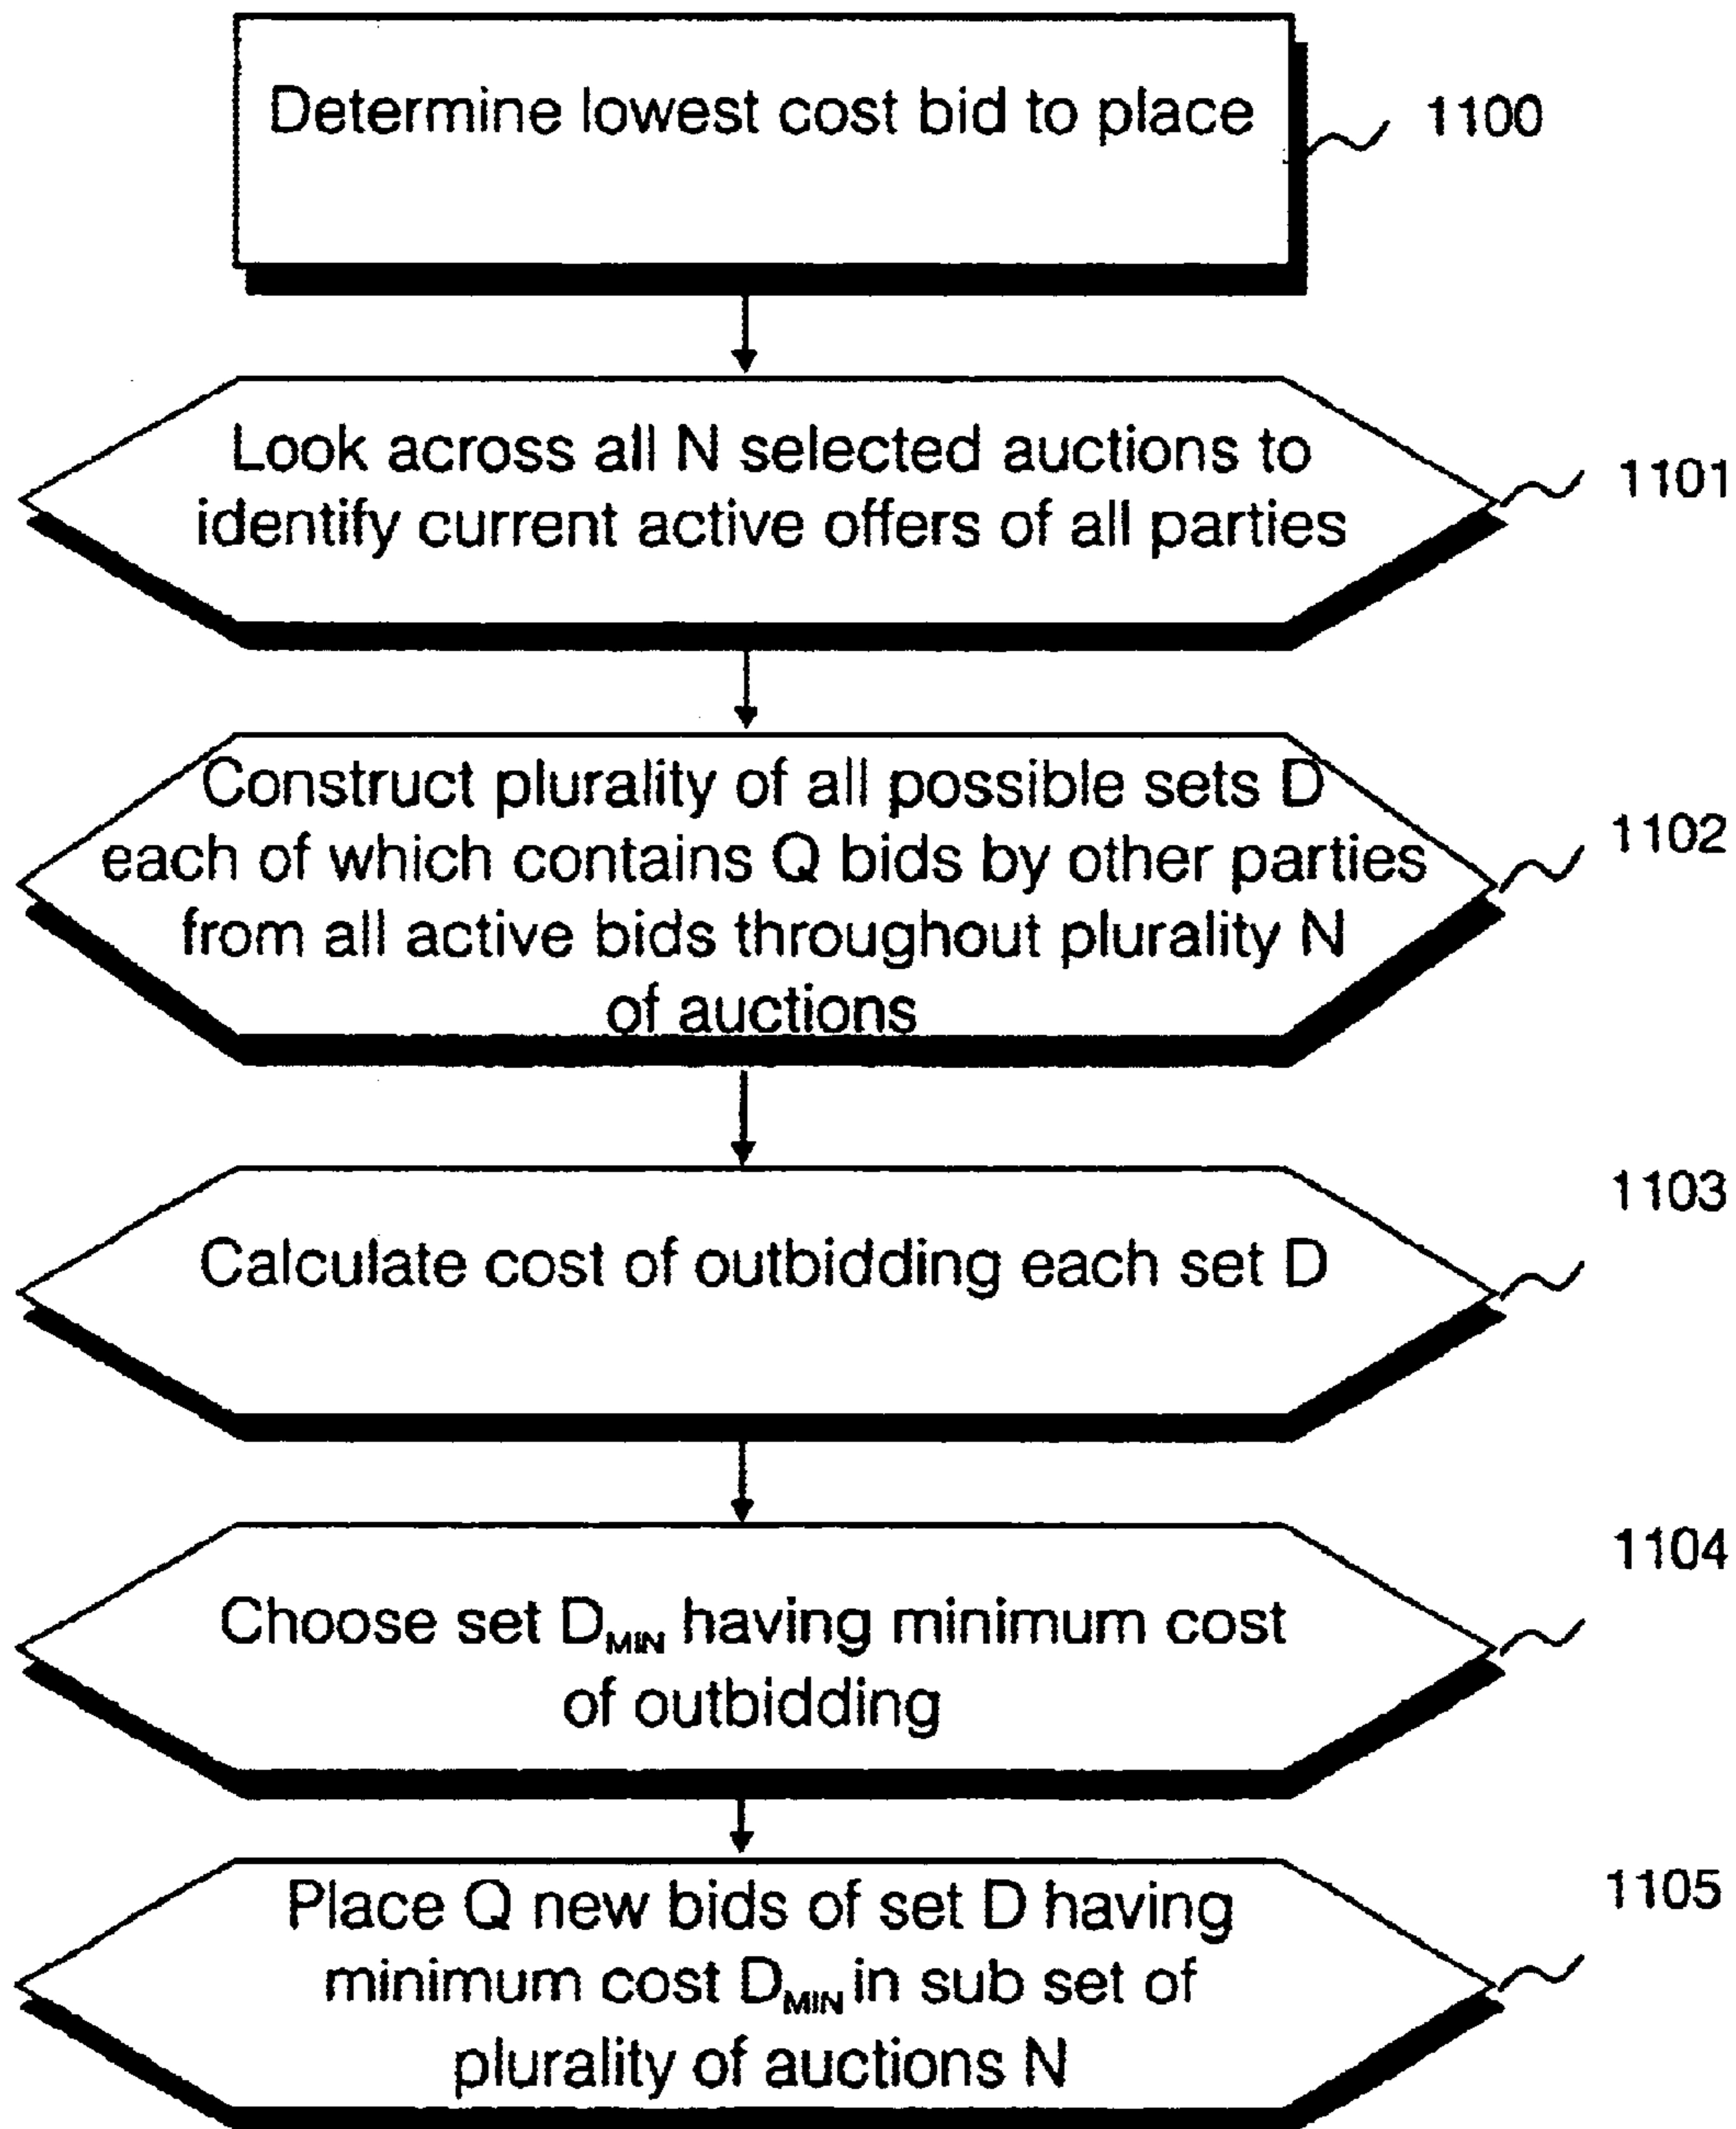 Determine lowest cost bid to place
1100
Look across all N selected auctions to
identify current active offers of all parties
1101
Construct plurality of all possible sets D
each of which contains Q bids by other parties
from all active bids throughout plurality N
of auctions
1102
Calculate cost of outbidding each set D
1103
Choose set DMIN having minimum cost
of outbidding
1104
Place Q new bids of set D having
minimum cost DMIN in sub set of
plurality of auctions N
1105